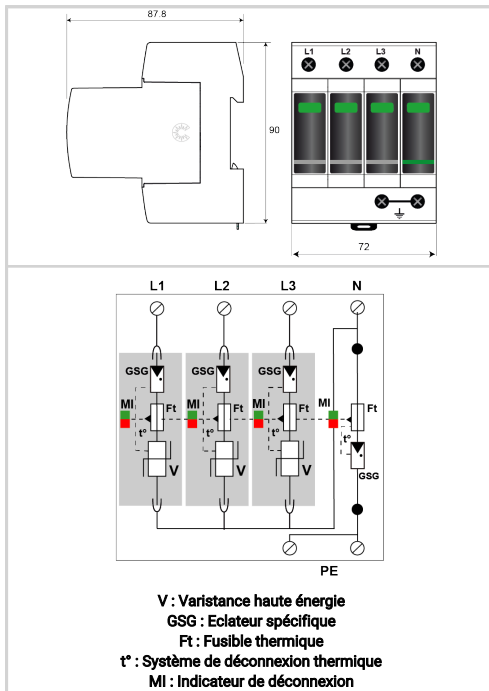 87.8
L1 L2 L3 N
90
72
L1 L2 L3 N
GSG GSG GSG
MI Ft MI Ft MI Ft MI Ft
t° t° t° t°
V V V GSG
PE
V : Varistance haute énergie
GSG : Eclateur spécifique
Ft : Fusible thermique
t° : Système de déconnexion thermique
MI : Indicateur de déconnexion